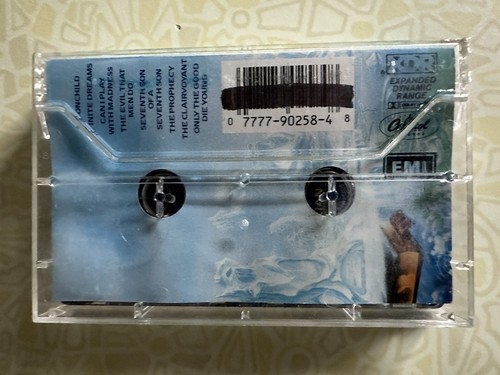 ONCHILD
INITE DREAMS
CAN I PLAY
WITH MADNESS
THE EVIL THAT
MEN DO
SEVENTH SON
OF A
SEVENTH SON
THE PROPHECY
THE CLAIRVOYANT
ONLY THE GOOD
DIE YOUNG
0 7777-90258-4 8
XDR
EXPANDED
DYNAMIC
RANGE
Capitol
EMI